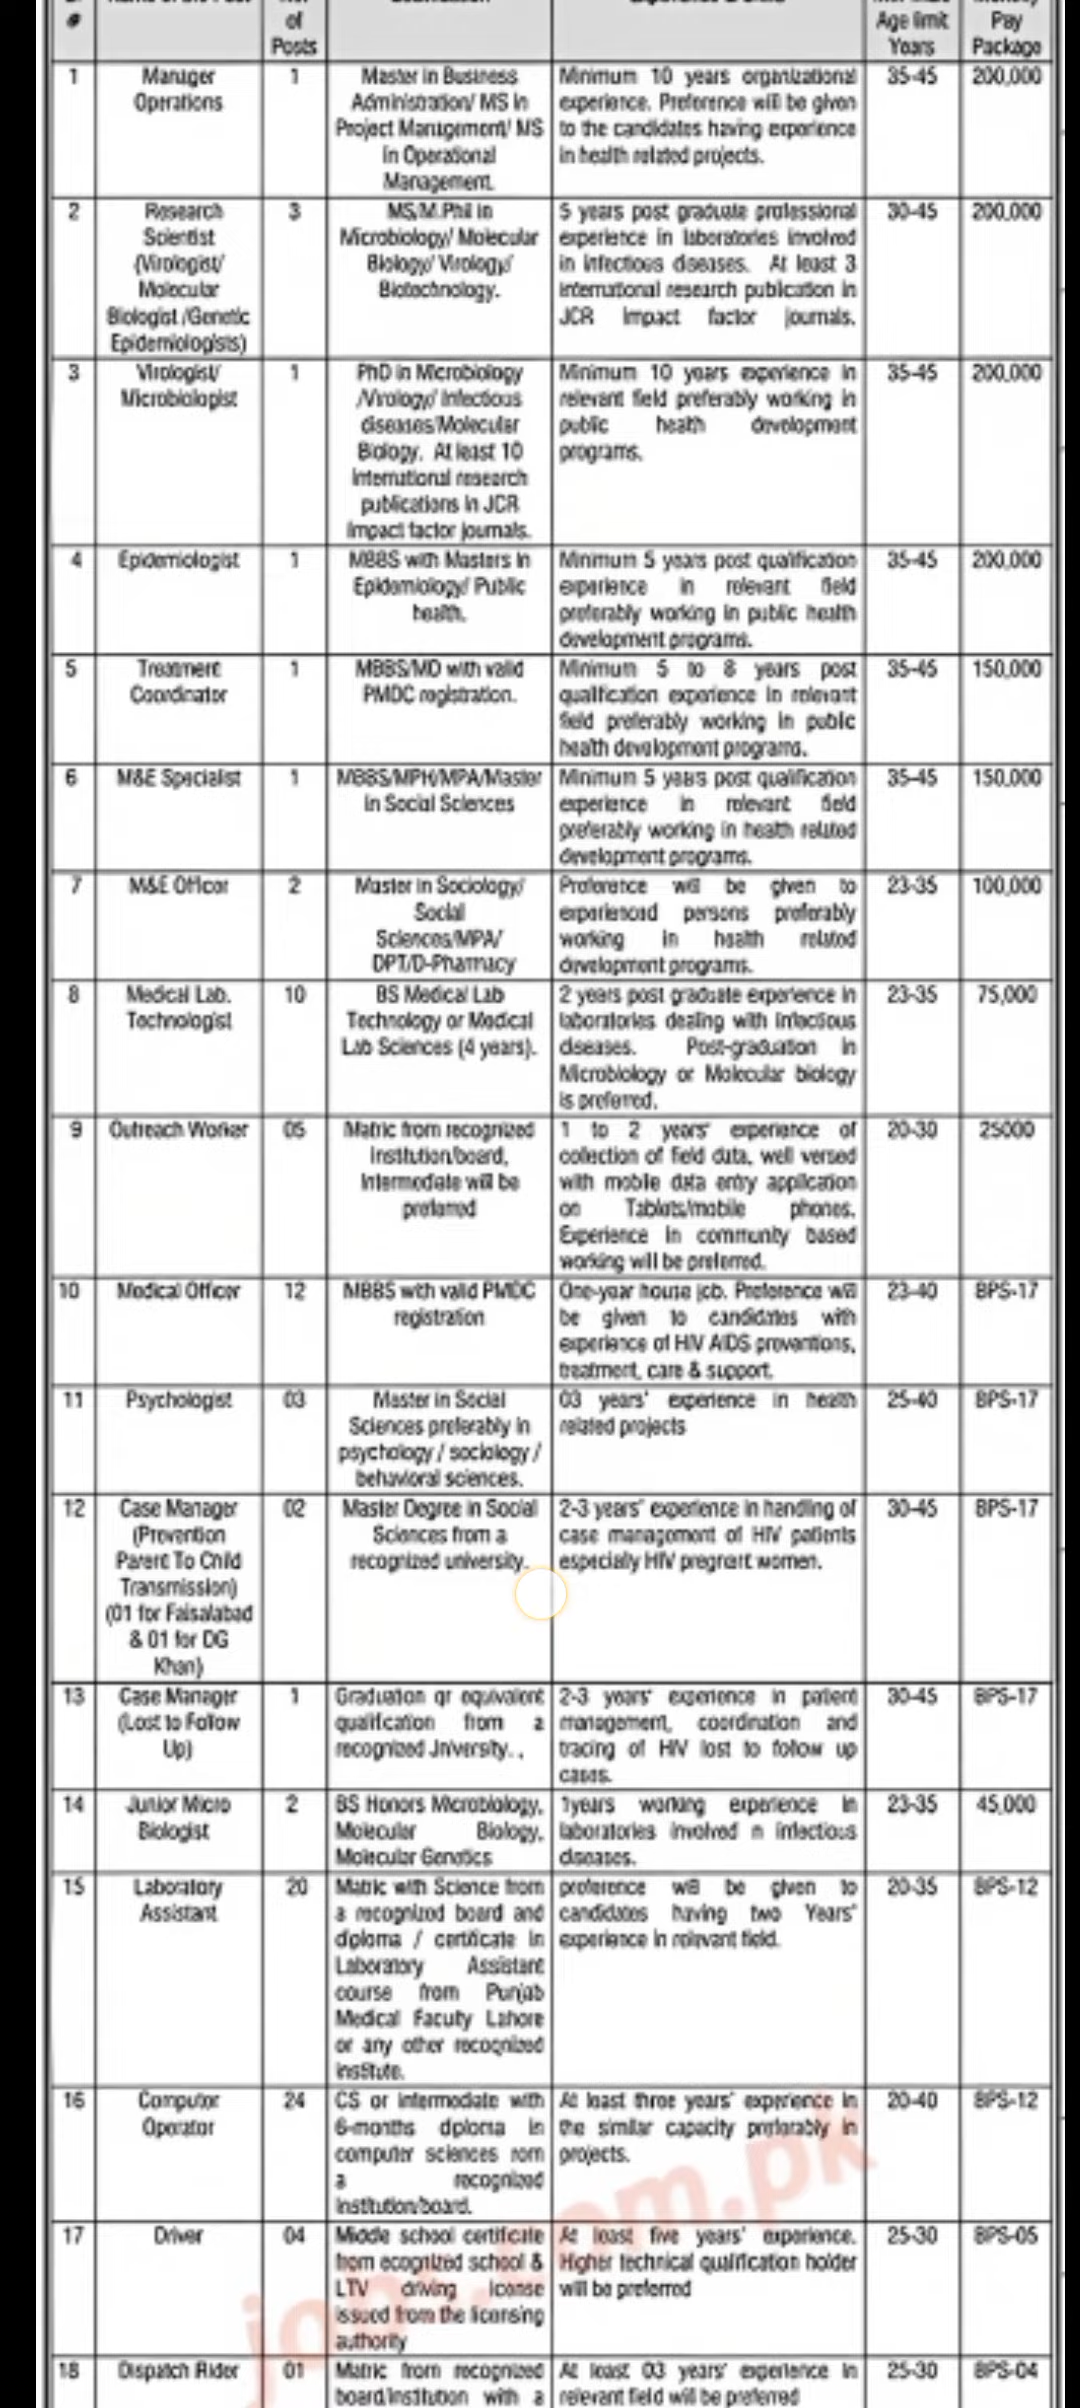 #
of
Posts
Age limit
Years
Pay
Package
1
Manager
Operations
1
Master in Business
Administration/ MS in
Project Management/ MS
in Operational
Management.
Minimum 10 years organizational
experience. Preference will be given
to the candidates having experience
in health related projects.
35-45
200,000
2
Research
Scientist
(Virologist/
Molecular
Biologist /Genetic
Epidemiologists)
3
MS/M.Phil in
Microbiology/ Molecular
Biology/ Virology/
Biotechnology.
5 years post graduate professional
experience in laboratories involved
in infectious diseases. At least 3
international research publication in
JCR impact factor journals.
30-45
200,000
3
Virologist/
Microbiologist
1
PhD in Microbiology
/Virology/ Infectious
diseases/Molecular
Biology. At least 10
international research
publications in JCR
impact factor journals.
Minimum 10 years experience in
relevant field preferably working in
public health development
programs.
35-45
200,000
4
Epidemiologist
1
MBBS with Masters in
Epidemiology/ Public
health.
Minimum 5 years post qualification
experience in relevant field
preferably working in public health
development programs.
35-45
200,000
5
Treatment
Coordinator
1
MBBS/MD with valid
PMDC registration.
Minimum 5 to 8 years post
qualification experience in relevant
field preferably working in public
health development programs.
35-45
150,000
6
M&E Specialist
1
MBBS/MPH/MPA/Master
in Social Sciences
Minimum 5 years post qualification
experience in relevant field
preferably working in health related
development programs.
35-45
150,000
7
M&E Officer
2
Master in Sociology/
Social
Sciences/MPA/
DPT/D-Pharmacy
Preference will be given to
experienced persons preferably
working in health related
development programs.
23-35
100,000
8
Medical Lab.
Technologist
10
BS Medical Lab
Technology or Medical
Lab Sciences (4 years).
2 years post graduate experience in
laboratories dealing with infectious
diseases. Post-graduation in
Microbiology or Molecular biology
is preferred.
23-35
75,000
9
Outreach Worker
05
Matric from recognized
Institution/board,
Intermediate will be
preferred
1 to 2 years' experience of
collection of field data, well versed
with mobile data entry application
on Tablets/mobile phones.
Experience in community based
working will be preferred.
20-30
25000
10
Medical Officer
12
MBBS with valid PMDC
registration
One-year house job. Preference will
be given to candidates with
experience of HIV AIDS preventions,
treatment, care & support.
23-40
BPS-17
11
Psychologist
03
Master in Social
Sciences preferably in
psychology / sociology /
behavioral sciences.
03 years' experience in health
related projects
25-40
BPS-17
12
Case Manager
(Prevention
Parent To Child
Transmission)
(01 for Faisalabad
& 01 for DG
Khan)
02
Master Degree in Social
Sciences from a
recognized university.
2-3 years' experience in handling of
case management of HIV patients
especially HIV pregnant women.
30-45
BPS-17
13
Case Manager
(Lost to Follow
Up)
1
Graduation or equivalent
qualification from a
recognized University. ,
2-3 years' experience in patient
management, coordination and
tracing of HIV lost to follow up
cases.
30-45
BPS-17
14
Junior Micro
Biologist
2
BS Honors Microbiology,
Molecular Biology,
Molecular Genetics
1years working experience in
laboratories involved n infectious
diseases.
23-35
45,000
15
Laboratory
Assistant
20
Matric with Science from
a recognized board and
diploma / certificate in
Laboratory Assistant
course from Punjab
Medical Faculty Lahore
or any other recognized
institute.
preference will be given to
candidates having two Years'
experience in relevant field.
20-35
BPS-12
16
Computer
Operator
24
CS or intermediate with
6-months diploma in
computer sciences rom
a recognized
institution/board.
At least three years' experience in
the similar capacity preferably in
projects.
20-40
BPS-12
17
Driver
04
Middle school certificate
from ecognized school &
LTV driving icense
issued from the licensing
authority
At least five years' experience.
Higher technical qualification holder
will be preferred
25-30
BPS-05
18
Dispatch Rider
01
Matric from recognized
board/institution with a
At least 03 years' experience in
relevant field will be preferred
25-30
BPS-04